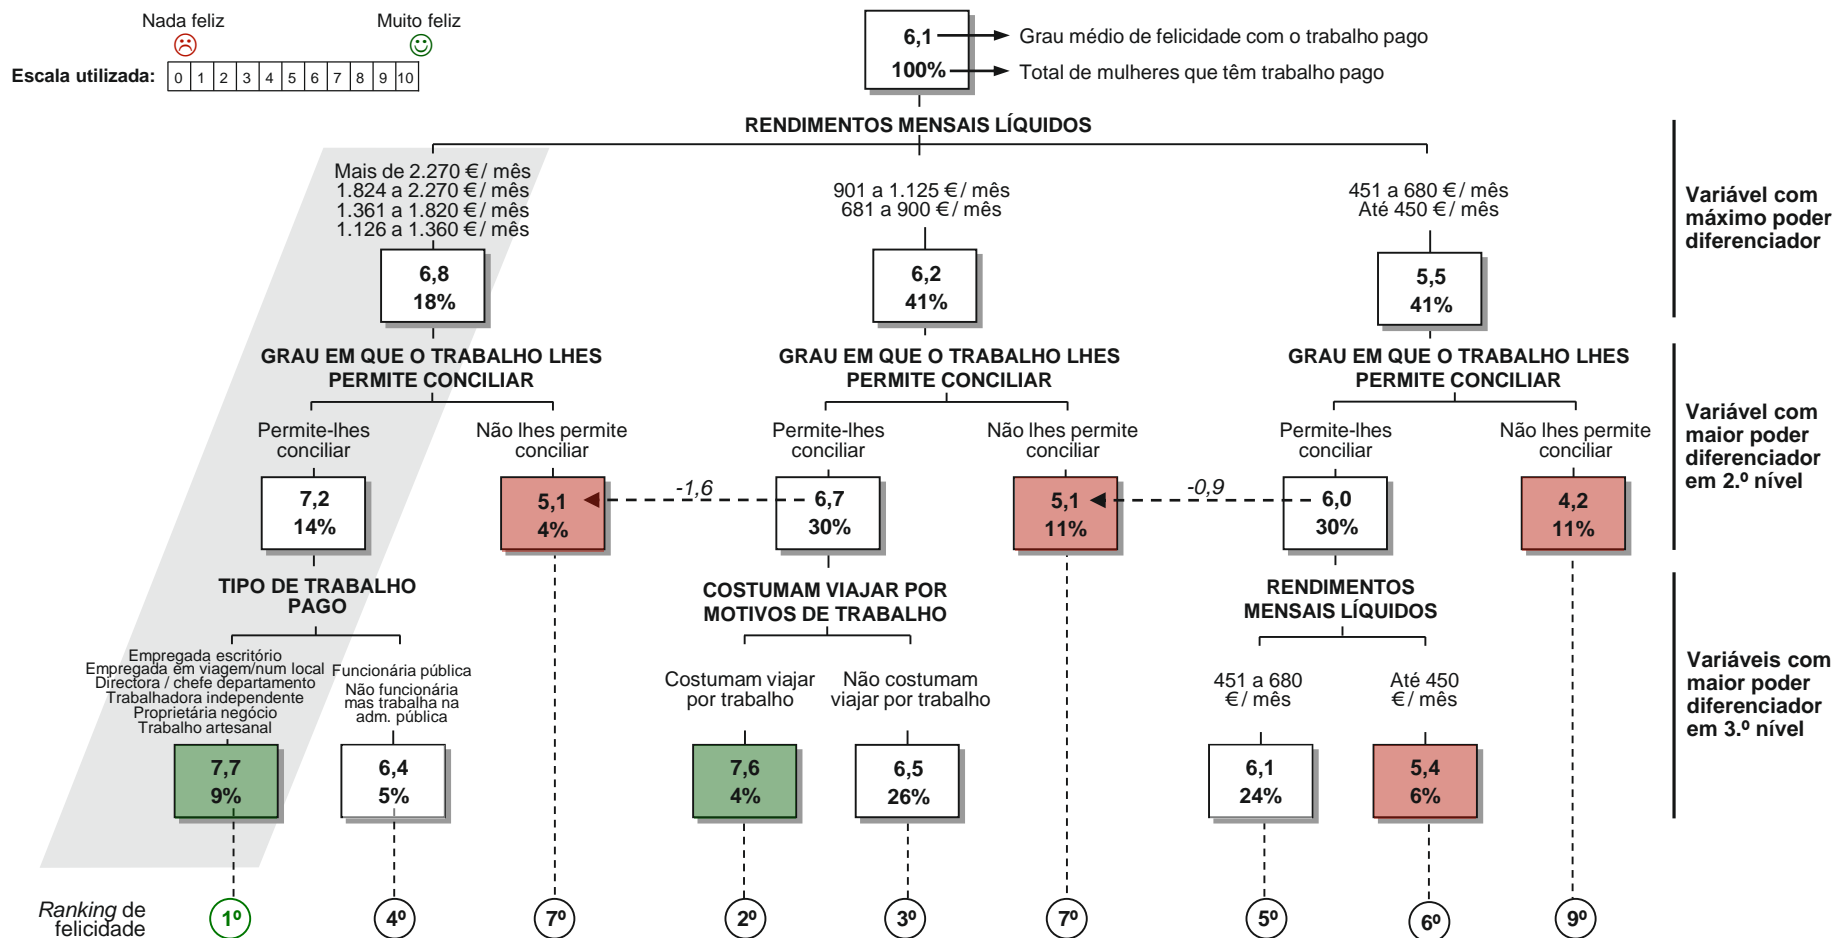 Nada feliz
Muito feliz
Escala utilizada:
0 1 2 3 4 5 6 7 8 9 10
6,1
Grau médio de felicidade com o trabalho pago
100%
Total de mulheres que têm trabalho pago
RENDIMENTOS MENSAIS LÍQUIDOS
Mais de 2.270 €/ mês
1.824 a 2.270 €/ mês
1.361 a 1.820 €/ mês
1.126 a 1.360 €/ mês
901 a 1.125 €/ mês
681 a 900 €/ mês
451 a 680 €/ mês
Até 450 €/ mês
Variável com
máximo poder
diferenciador
6,8
18%
6,2
41%
5,5
41%
GRAU EM QUE O TRABALHO LHES
PERMITE CONCILIAR
GRAU EM QUE O TRABALHO LHES
PERMITE CONCILIAR
GRAU EM QUE O TRABALHO LHES
PERMITE CONCILIAR
Permite-lhes
conciliar
Não lhes permite
conciliar
Permite-lhes
conciliar
Não lhes permite
conciliar
Permite-lhes
conciliar
Não lhes permite
conciliar
Variável com
maior poder
diferenciador
em 2.º nível
7,2
14%
5,1
4%
-1,6
6,7
30%
5,1
11%
-0,9
6,0
30%
4,2
11%
TIPO DE TRABALHO
PAGO
COSTUMAM VIAJAR POR
MOTIVOS DE TRABALHO
RENDIMENTOS
MENSAIS LÍQUIDOS
Empregada escritório
Empregada em viagem/num local
Directora / chefe departamento
Trabalhadora independente
Proprietária negócio
Trabalho artesanal
Funcionária pública
Não funcionária
mas trabalha na
adm. pública
Costumam viajar
por trabalho
Não costumam
viajar por trabalho
451 a 680
€/ mês
Até 450
€/ mês
Variáveis com
maior poder
diferenciador
em 3.º nível
7,7
9%
6,4
5%
7,6
4%
6,5
26%
6,1
24%
5,4
6%
Ranking de
felicidade
1º
4º
7º
2º
3º
7º
5º
6º
9º